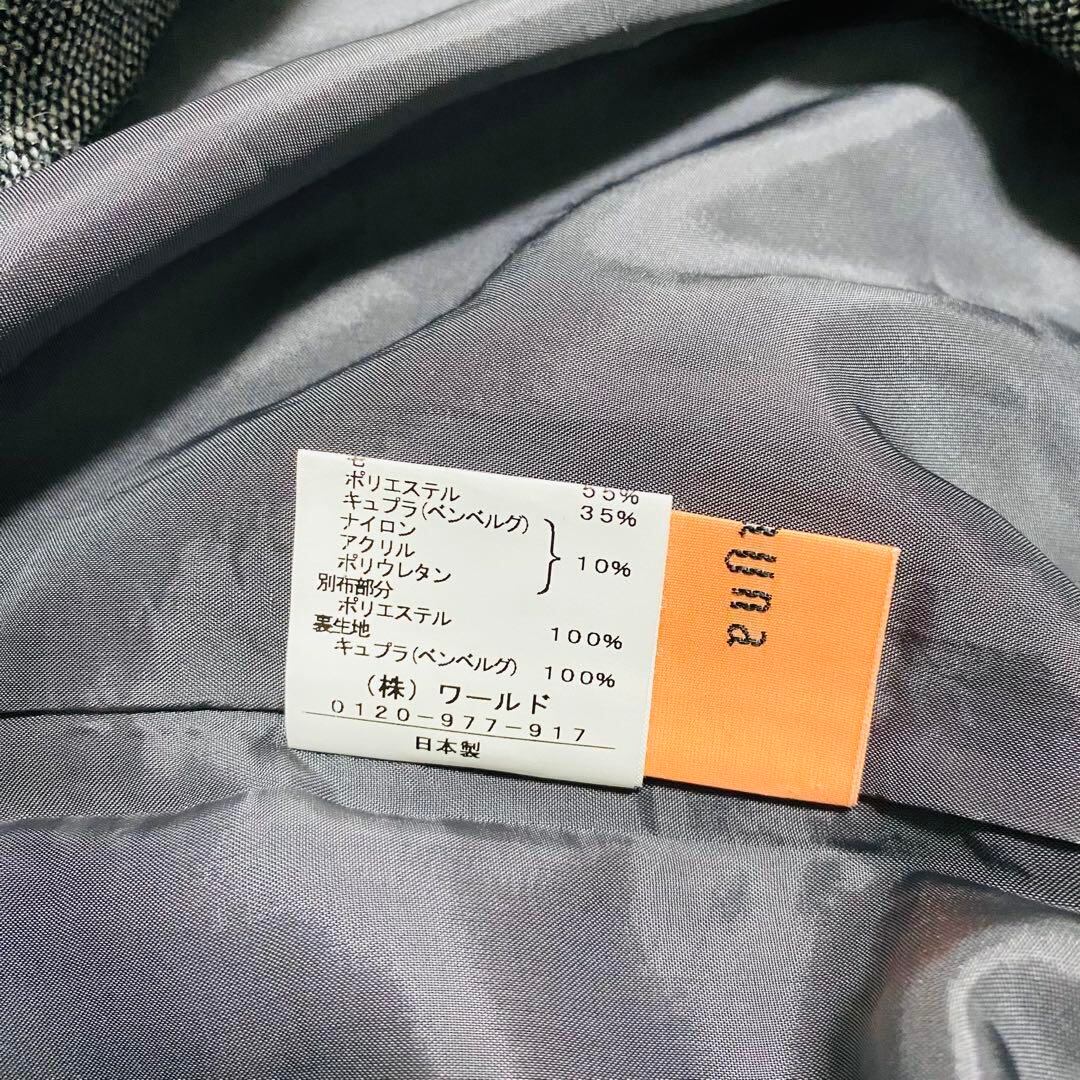 毛 55%
ポリエステル 35%
キュプラ(ベンベルグ)
ナイロン
アクリル 10%
ポリウレタン
別布部分
ポリエステル 100%
裏生地
キュプラ(ベンベルグ) 100%
(株) ワールド
0120-977-917
日本製
una